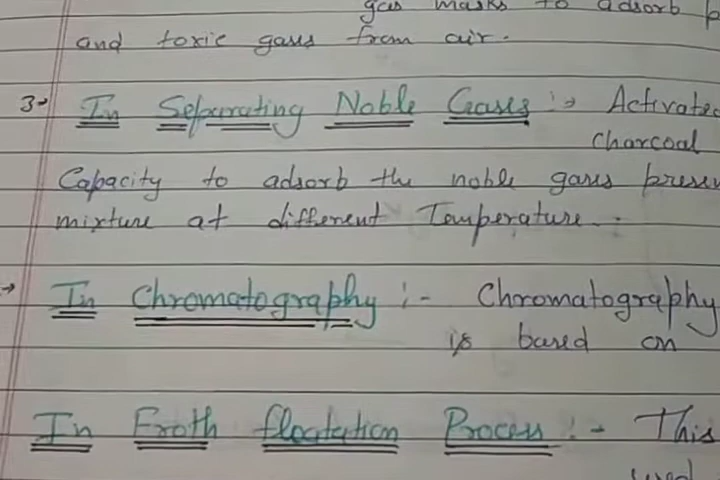 gas masks to adsorb
and toxic gases from air.
3→ In Separating Noble Gases :→ Activated
charcoal
Capacity to adsorb the noble gases
mixture at different Temperature.
→ In Chromatography :- Chromatography
is based on
In Froth floatation Process :- This
used